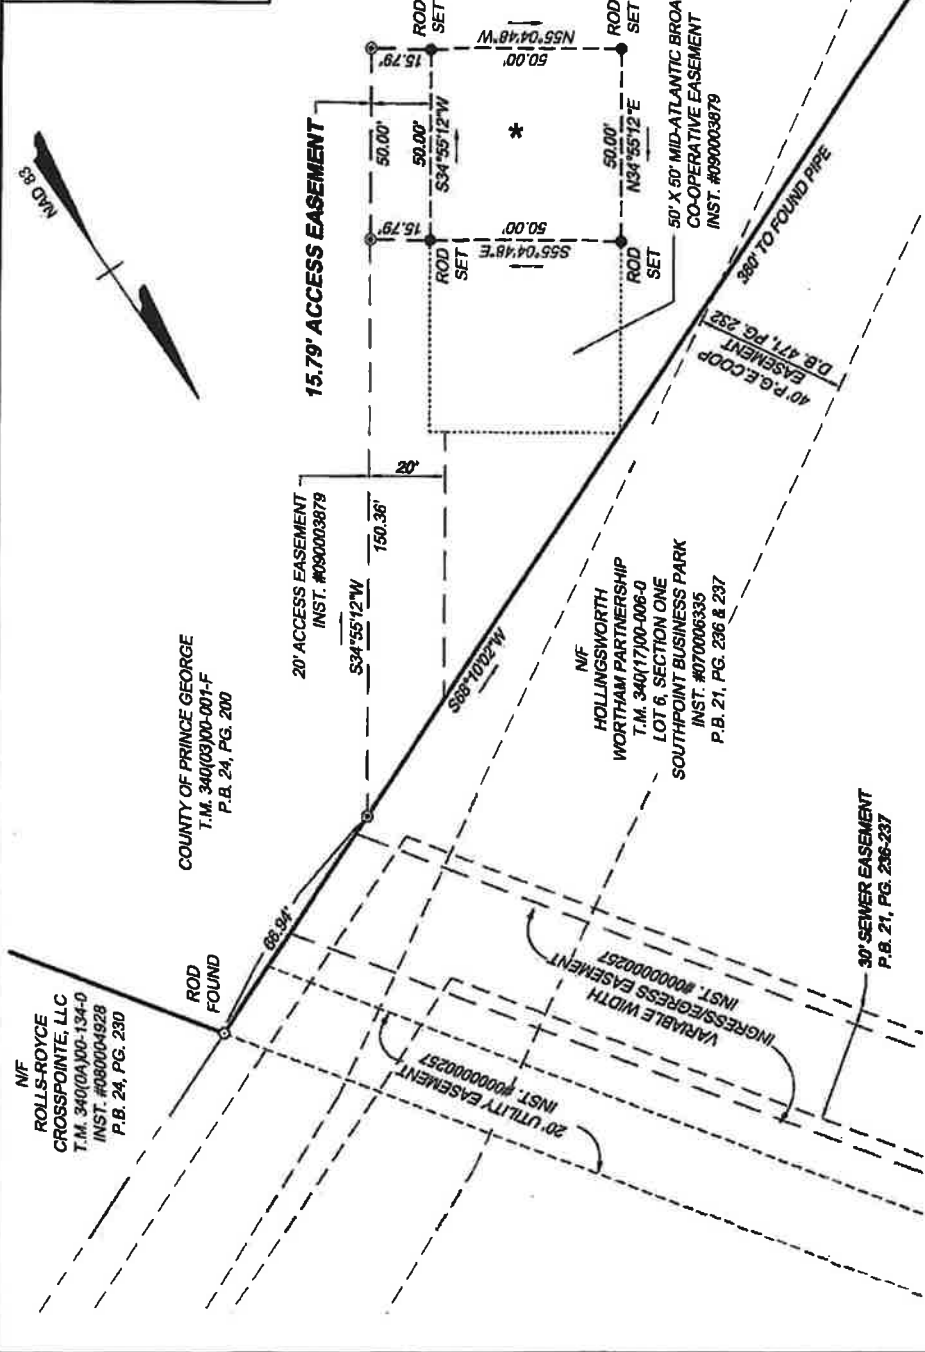 NAD 83
ROD
SET
N55°04'48"W
50.00'
ROD
SET
15.79'
50.00'
50.00'
S34°55'12"W
*
50.00'
N34°55'12"E
15.79'
50.00'
S55°04'48"E
ROD
SET
ROD
SET
15.79' ACCESS EASEMENT
50' X 50' MID-ATLANTIC BROA
CO-OPERATIVE EASEMENT
INST. #090003879
380' TO FOUND PIPE
40' P.G.E.COOP
EASEMENT
D.B. 471, PG. 232
20' ACCESS EASEMENT
INST. #090003879
20'
S34°55'12"W
150.36'
S68°10'02"W
COUNTY OF PRINCE GEORGE
T.M. 340(03)00-001-F
P.B. 24, PG. 200
N/F
HOLLINGSWORTH
WORTHAM PARTNERSHIP
T.M. 340(17)00-006-0
LOT 6, SECTION ONE
SOUTHPOINT BUSINESS PARK
INST. #070006335
P.B. 21, PG. 236 & 237
66.94'
ROD
FOUND
N/F
ROLLS-ROYCE
CROSSPOINTE, LLC
T.M. 340(0A)00-134-0
INST. #080004928
P.B. 24, PG. 230
VARIABLE WIDTH
INGRESS/EGRESS EASEMENT
INST. #0000000257
20' UTILITY EASEMENT
INST. #0000000257
30' SEWER EASEMENT
P.B. 21, PG. 236-237